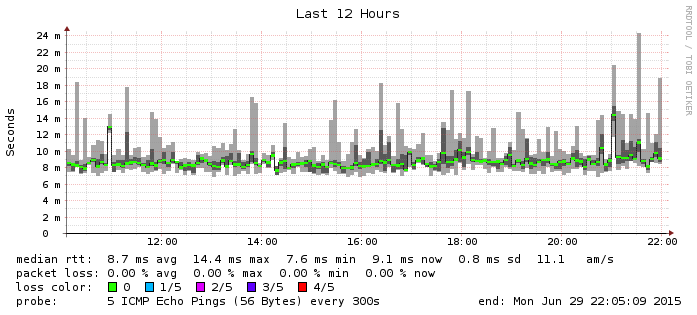 Last 12 Hours
RRDTOOL / TOBI OETIKER
Seconds
24 m
22 m
20 m
18 m
16 m
14 m
12 m
10 m
8 m
6 m
4 m
2 m
0
12:00 14:00 16:00 18:00 20:00 22:00
median rtt: 8.7 ms avg 14.4 ms max 7.6 ms min 9.1 ms now 0.8 ms sd 11.1 am/s
packet loss: 0.00 % avg 0.00 % max 0.00 % min 0.00 % now
loss color: 0 1/5 2/5 3/5 4/5
probe: 5 ICMP Echo Pings (56 Bytes) every 300s end: Mon Jun 29 22:05:09 2015